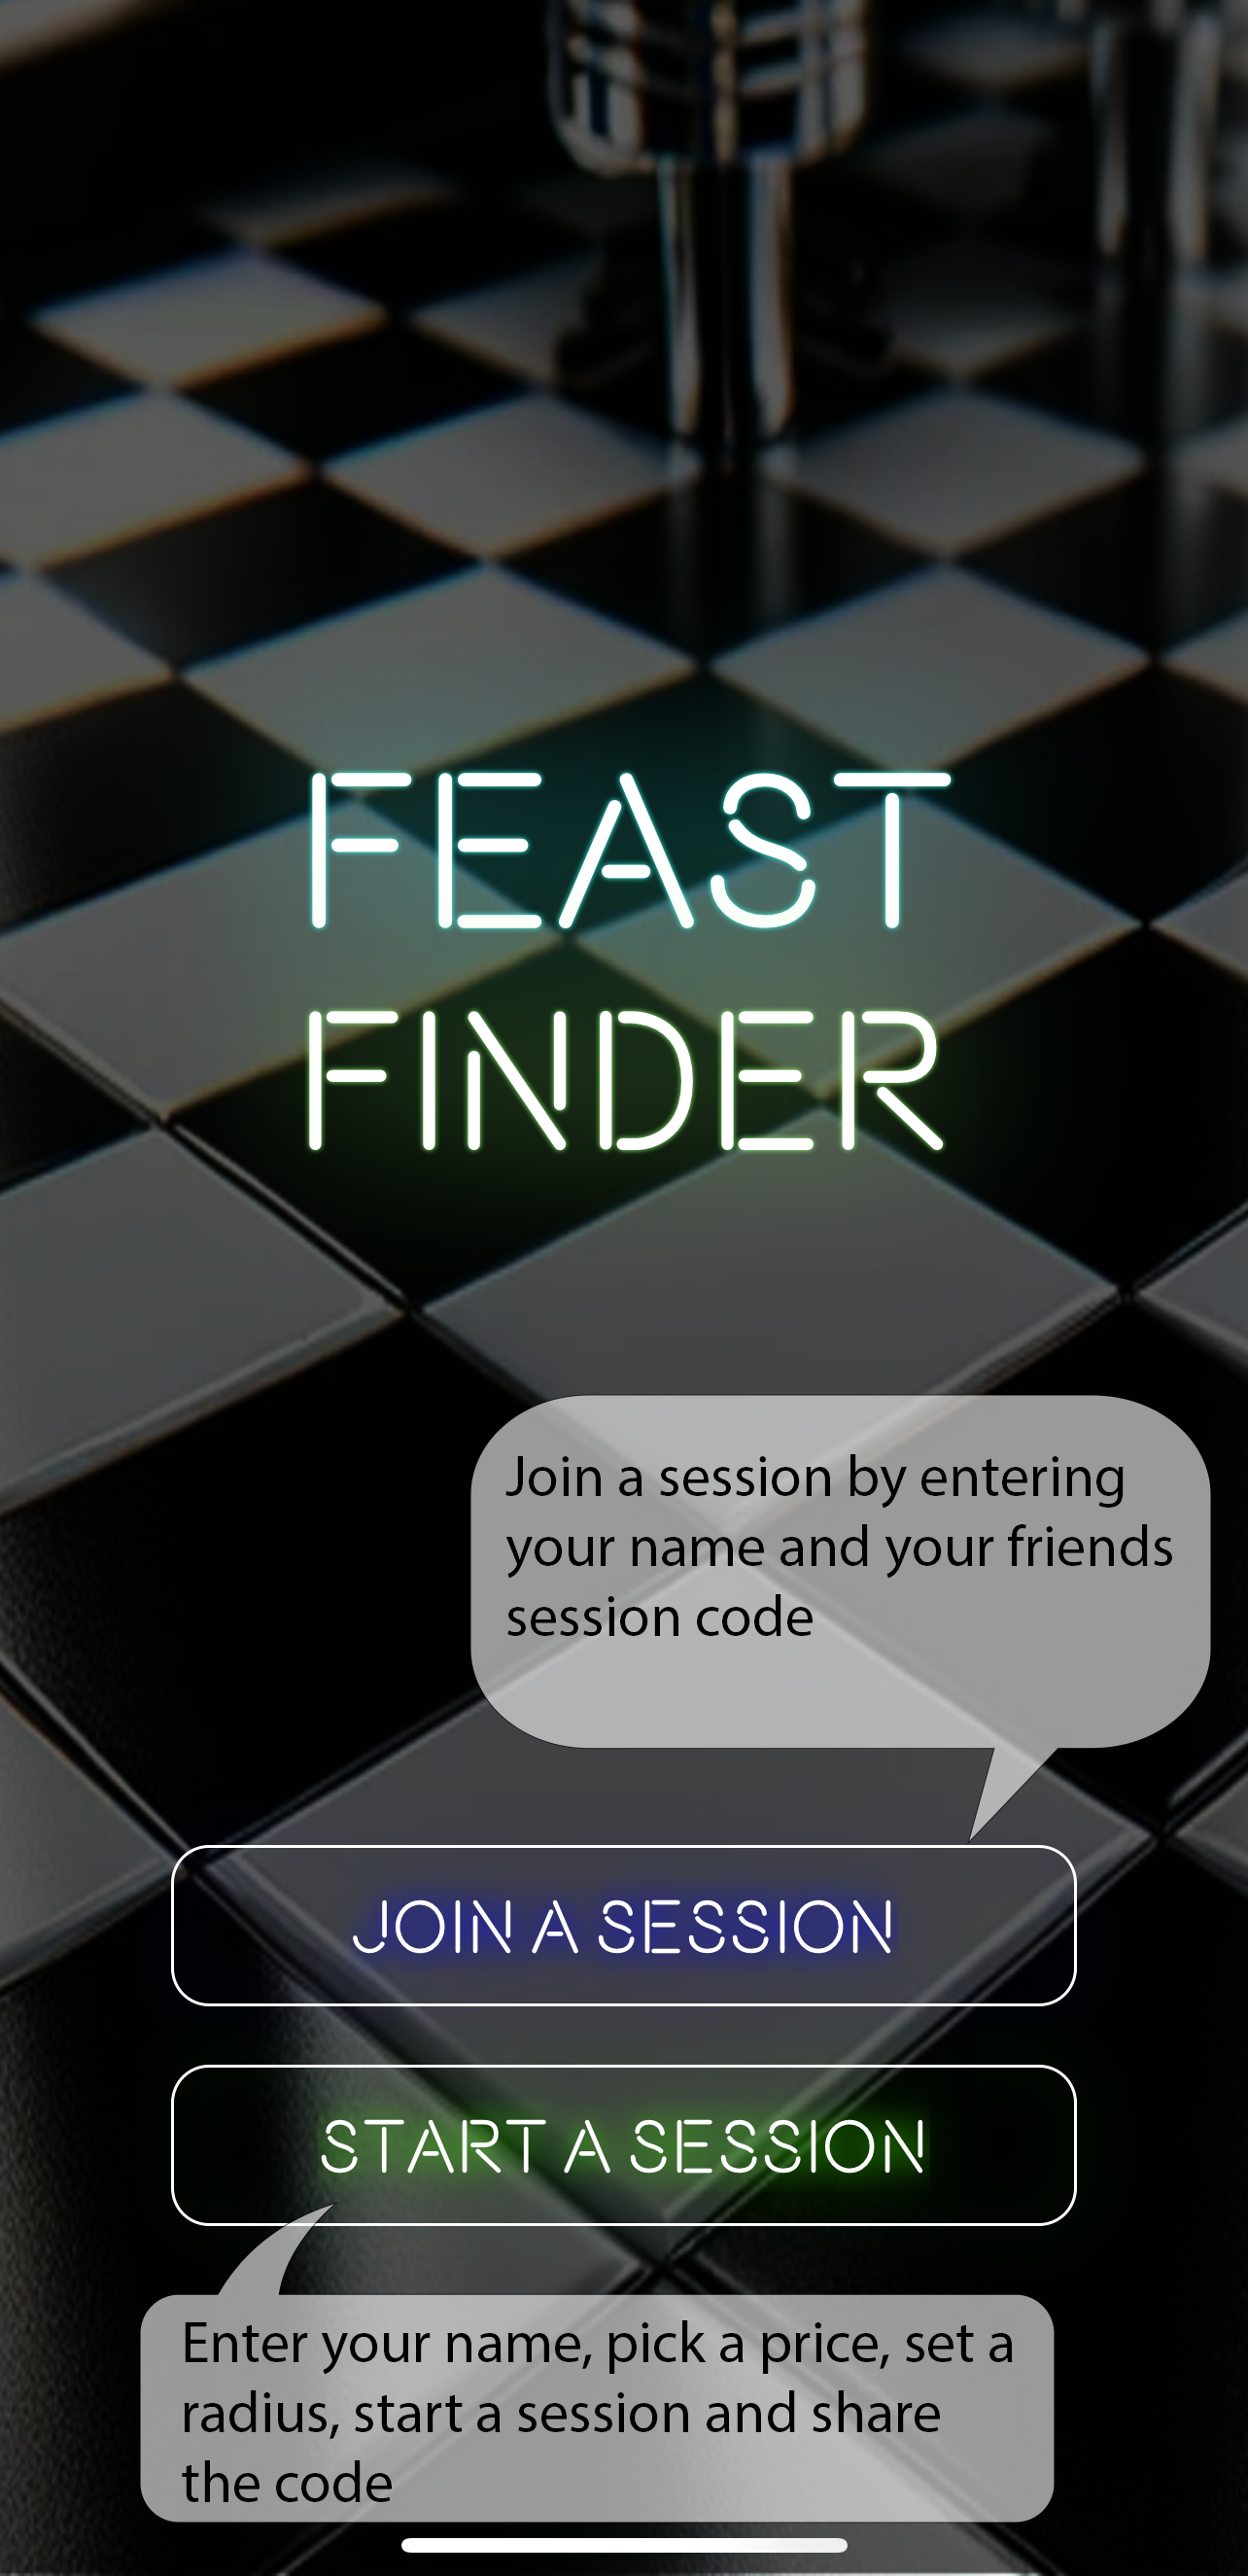 FEAST
FINDER
Join a session by entering
your name and your friends
session code
JOIN A SESSION
START A SESSION
Enter your name, pick a price, set a
radius, start a session and share
the code